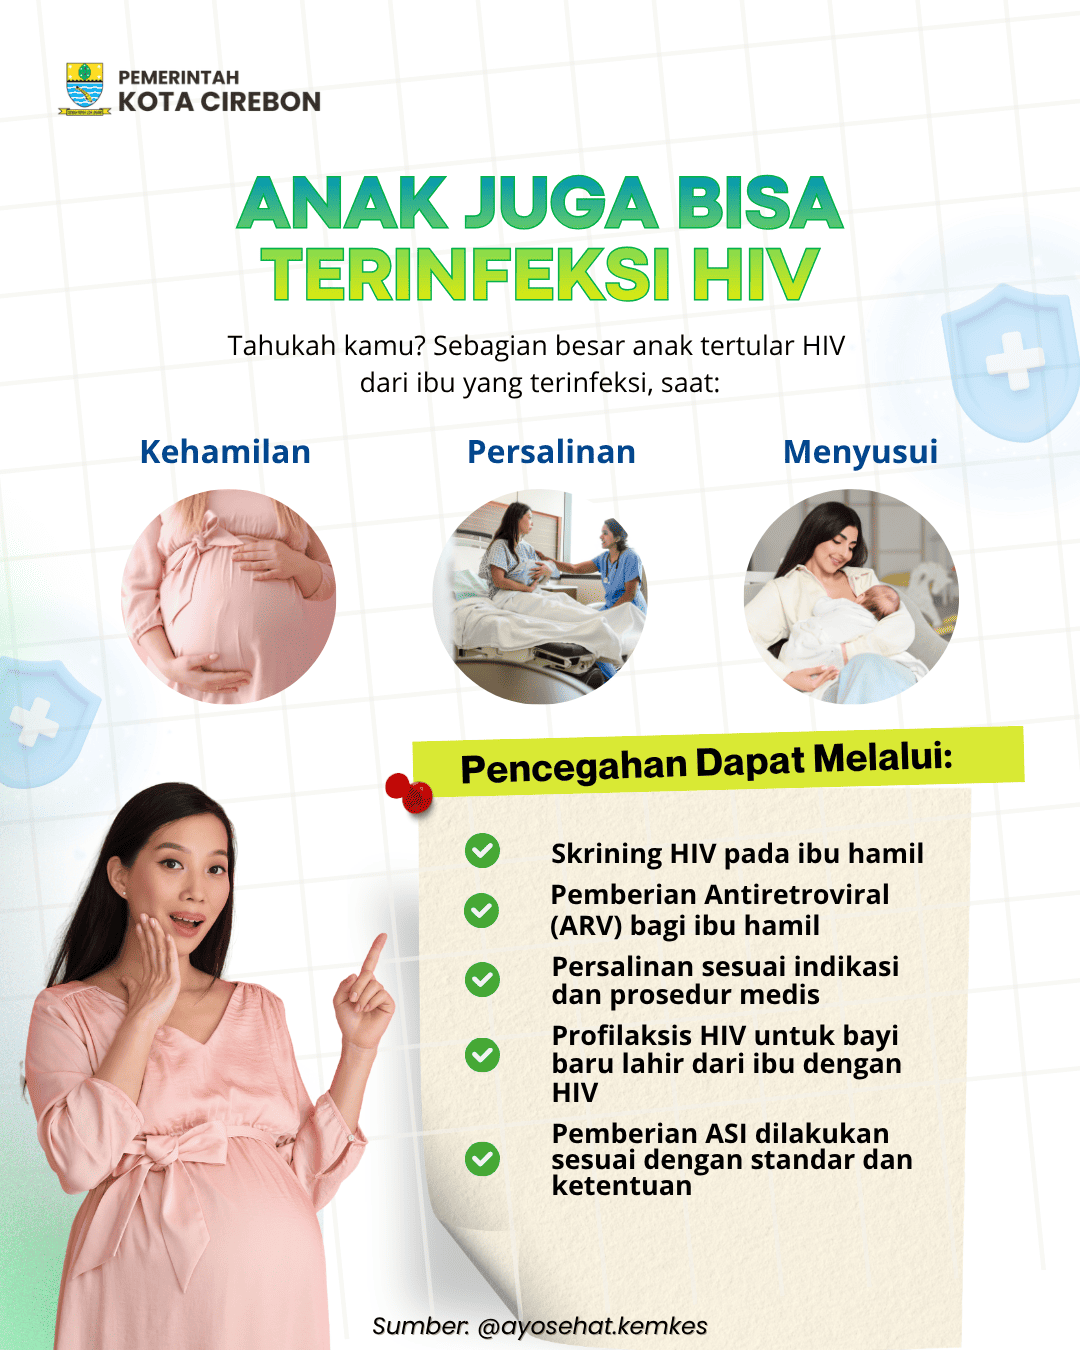 PEMERINTAH
KOTA CIREBON
ANAK JUGA BISA
TERINFEKSI HIV
Tahukah kamu? Sebagian besar anak tertular HIV
dari ibu yang terinfeksi, saat:
Kehamilan
Persalinan
Menyusui
Pencegahan Dapat Melalui:
Skrining HIV pada ibu hamil
Pemberian Antiretroviral
(ARV) bagi ibu hamil
Persalinan sesuai indikasi
dan prosedur medis
Profilaksis HIV untuk bayi
baru lahir dari ibu dengan
HIV
Pemberian ASI dilakukan
sesuai dengan standar dan
ketentuan
Sumber: @ayosehat.kemkes